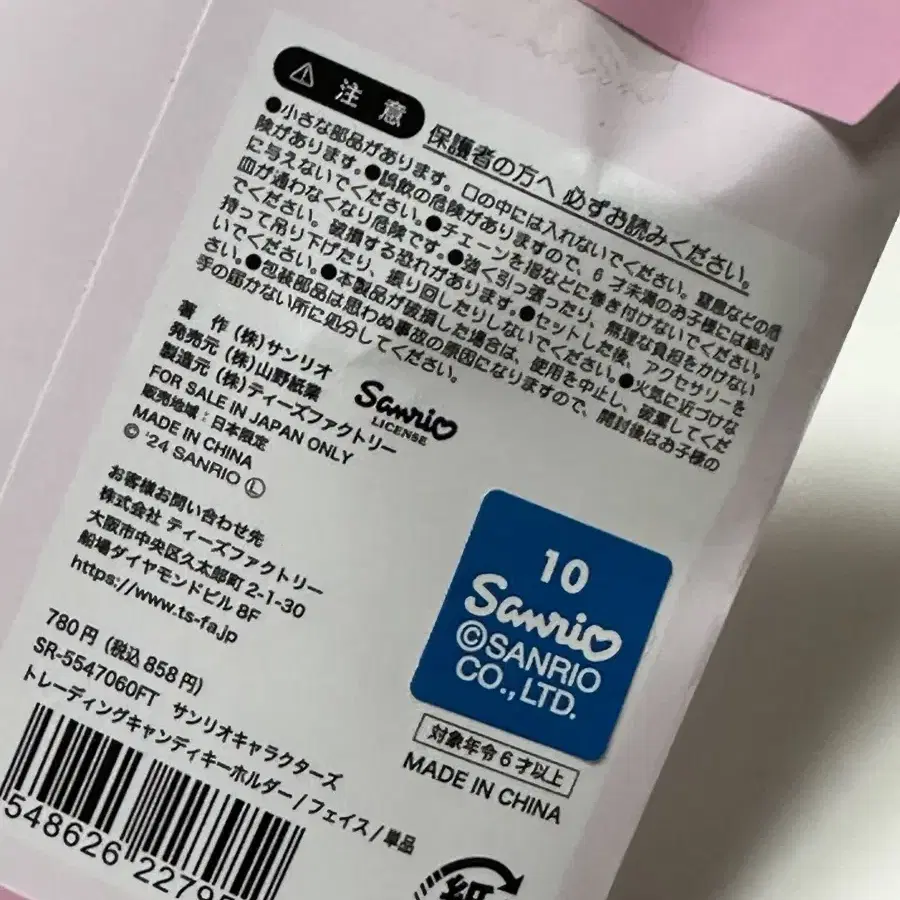 ⚠ 注意
保護者の方へ 必ずお読みください。
●小さな部品があります。口の中には入れないでください。窒息などの危
険があります。●誤飲の危険がありますので、6才未満のお子様には絶対
に与えないでください。●チェーンを指などに巻き付けないでください。
血が通わなくなり危険です。●強く引っ張ったり、無理な負担をかけない
でください。破損する恐れがあります。●セットした後、アクセサリーを
持って吊り下げたり、振り回したりしないでください。●火気に近づけな
いでください。●本製品が破損した場合は、使用を中止し、破棄してくだ
さい。●包装部品は思わぬ事故の原因になりますので、開封後はお子様の
手の届かない所に処分してください。
著 作 (株)サンリオ
発売元 (株)山野紙業
製造元 (株)ティーズファクトリー
FOR SALE IN JAPAN ONLY
販売地域:日本限定
MADE IN CHINA
© '24 SANRIO Ⓛ
Sanrio
LICENSE
お客様お問い合わせ先
株式会社 ティーズファクトリー
大阪市中央区久太郎町 2-1-30
船場ダイヤモンドビル 8F
https://www.ts-fa.jp
780円(税込858円)
SR-5547060FT サンリオキャラクターズ
トレーディングキャンディキーホルダー/フェイス/単品
548626 2279
10
Sanrio
©SANRIO
CO.,LTD.
対象年令6才以上
MADE IN CHINA
紙